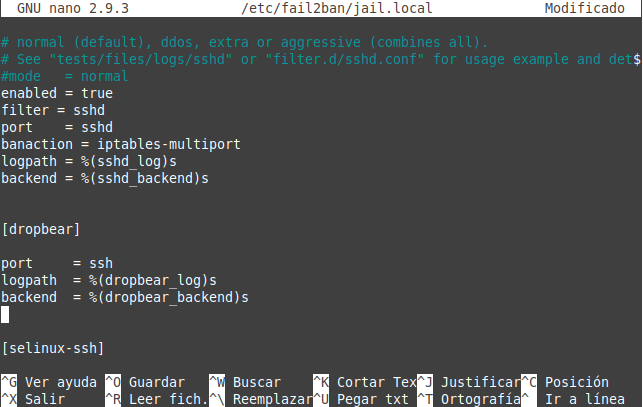 GNU nano 2.9.3 /etc/fail2ban/jail.local Modificado
# normal (default), ddos, extra or aggressive (combines all).
# See "tests/files/logs/sshd" or "filter.d/sshd.conf" for usage example and det$
#mode   = normal
enabled = true
filter = sshd
port    = sshd
banaction = iptables-multiport
logpath = %(sshd_log)s
backend = %(sshd_backend)s
[dropbear]
port     = ssh
logpath  = %(dropbear_log)s
backend  = %(dropbear_backend)s
[selinux-ssh]
^G Ver ayuda ^O Guardar ^W Buscar ^K Cortar Tex^J Justificar^C Posición
^X Salir ^R Leer fich.^\ Reemplazar^U Pegar txt ^T Ortografía^_ Ir a línea